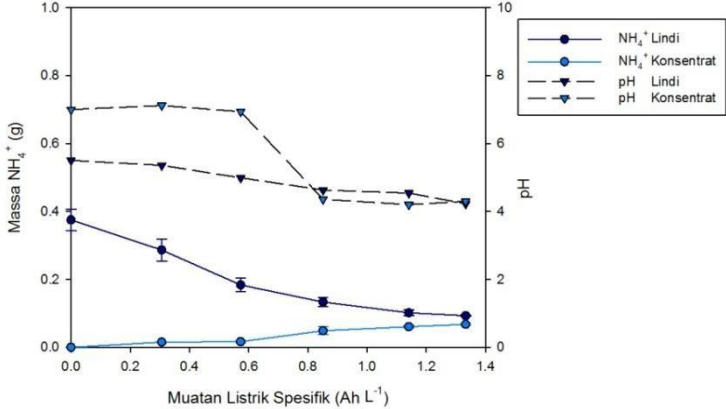 1.0
0.8
0.6
0.4
0.2
0.0
Massa NH₄⁺ (g)
10
8
6
4
2
0
pH
0.0 0.2 0.4 0.6 0.8 1.0 1.2 1.4
Muatan Listrik Spesifik (Ah L⁻¹)
NH₄⁺ Lindi
NH₄⁺ Konsentrat
pH Lindi
pH Konsentrat